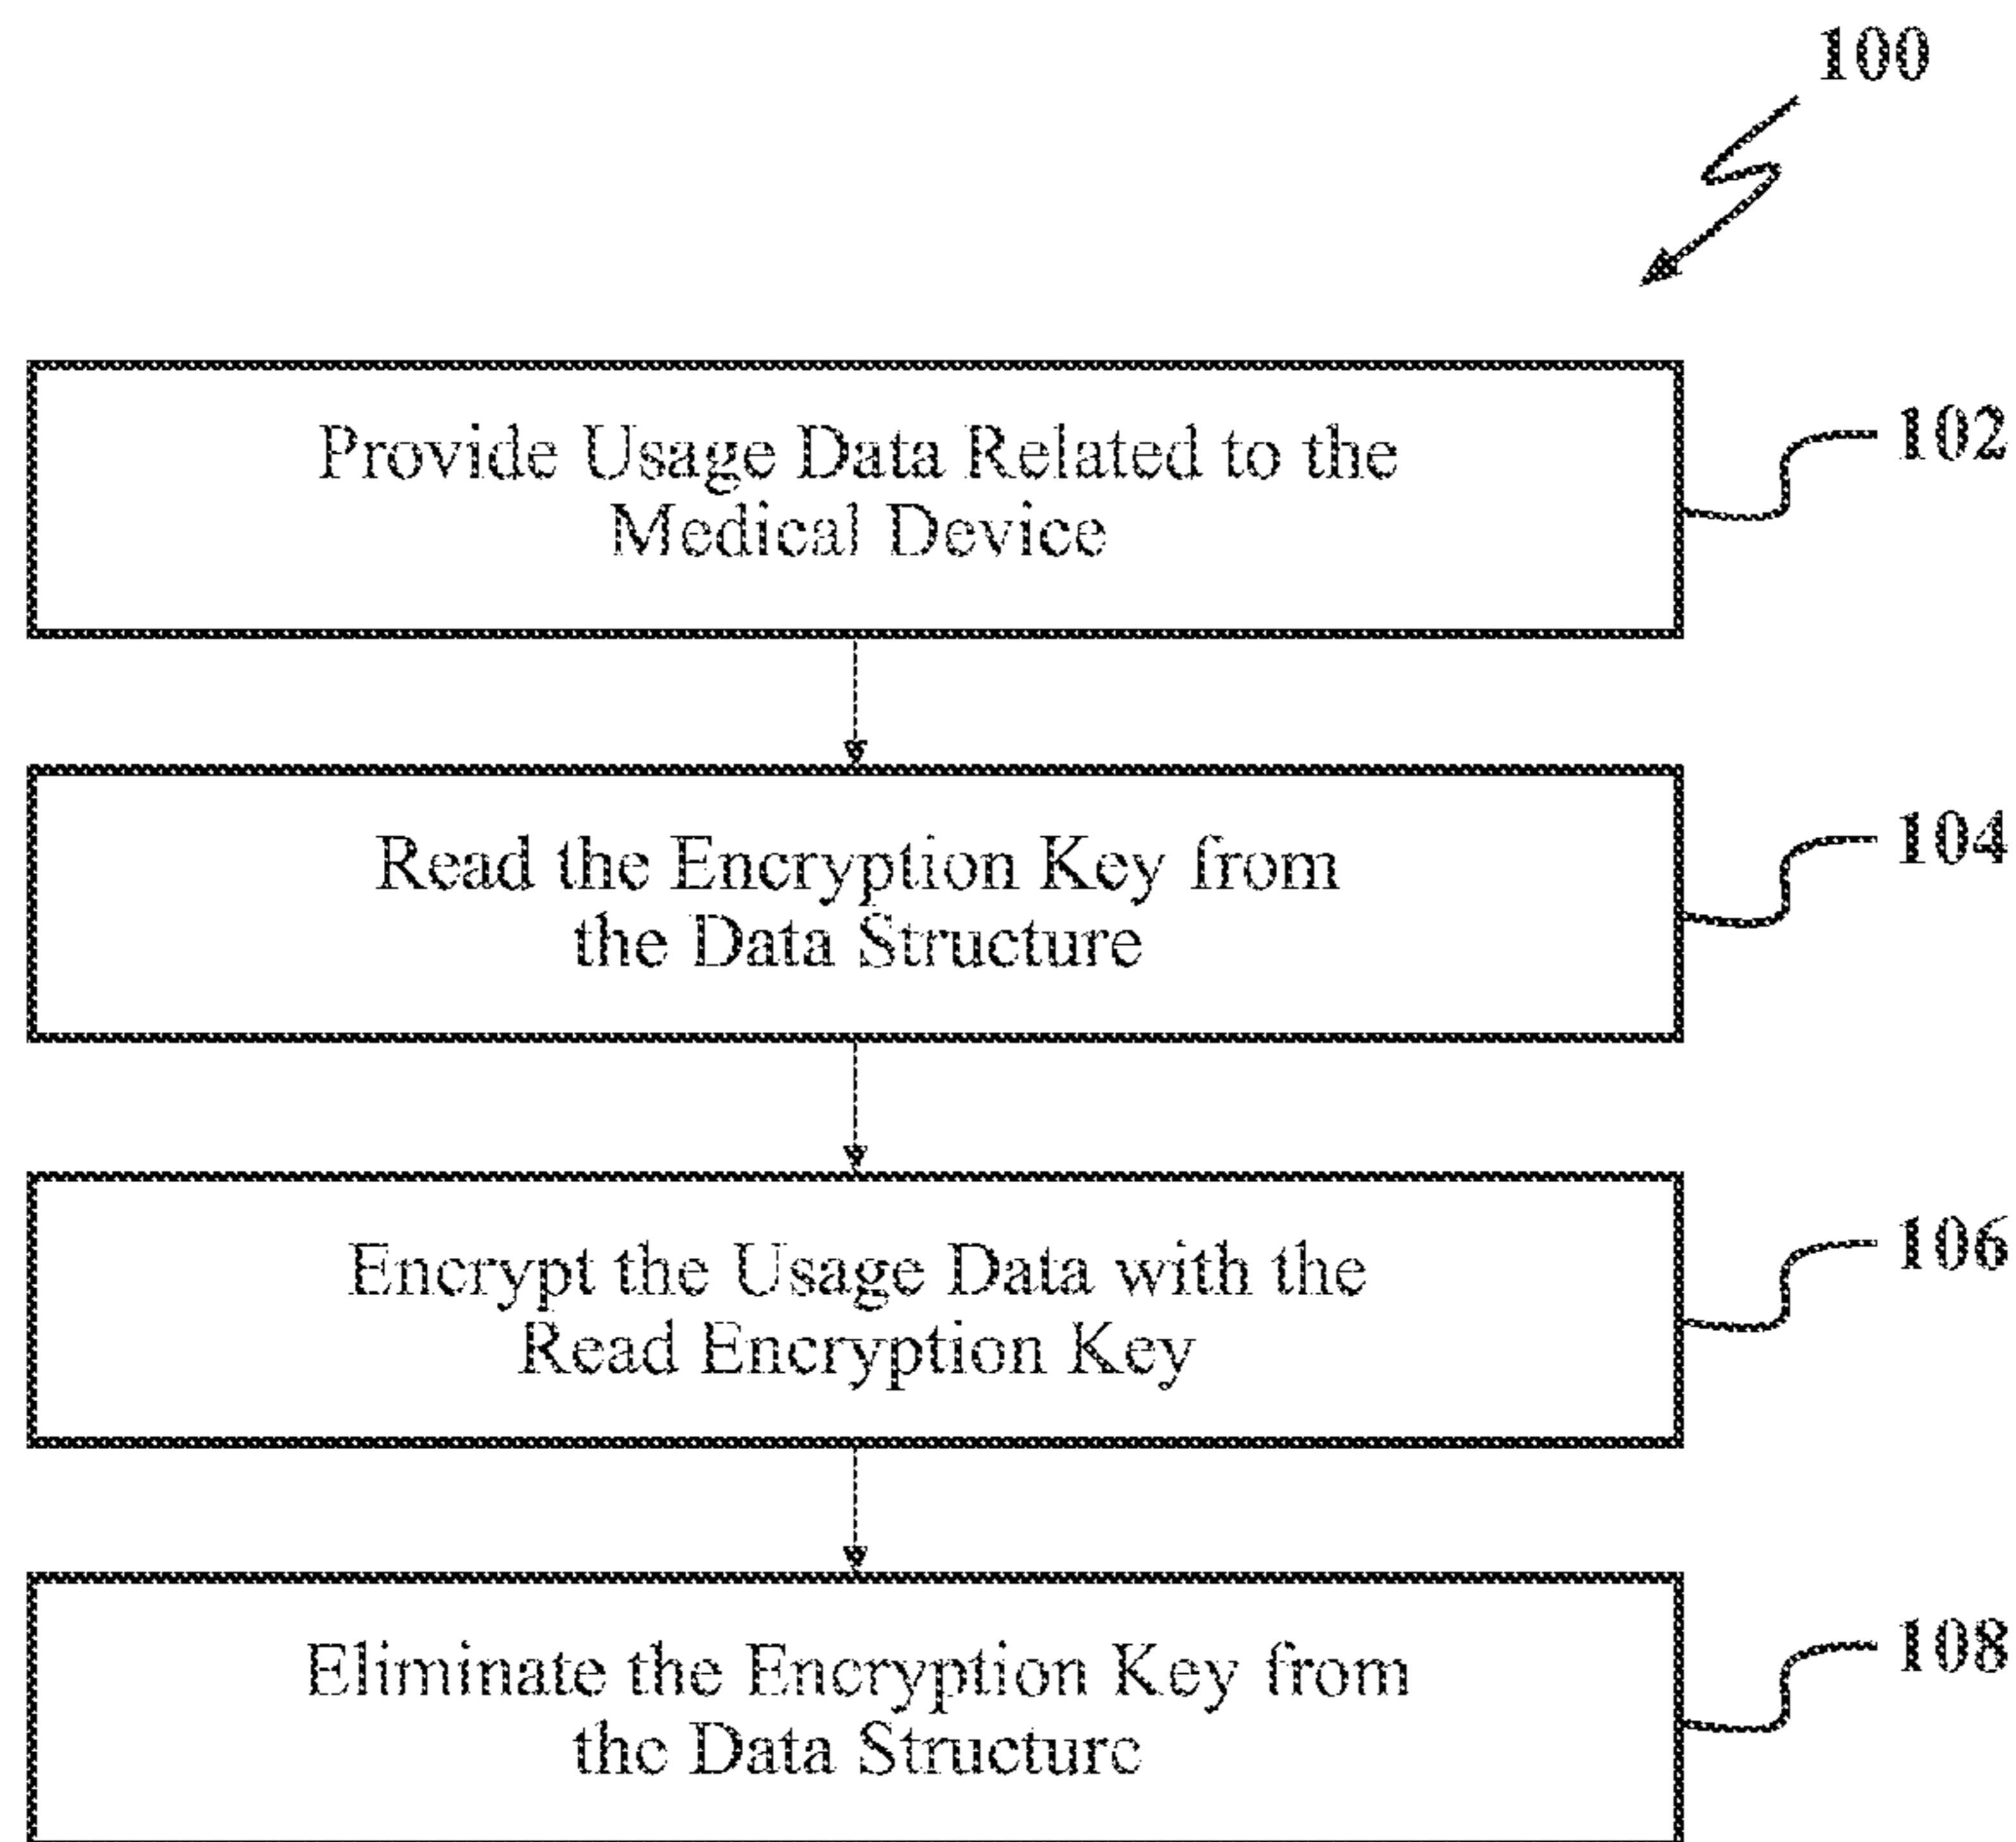 100
Provide Usage Data Related to the
Medical Device
102
Read the Encryption Key from
the Data Structure
104
Encrypt the Usage Data with the
Read Encryption Key
106
Eliminate the Encryption Key from
the Data Structure
108